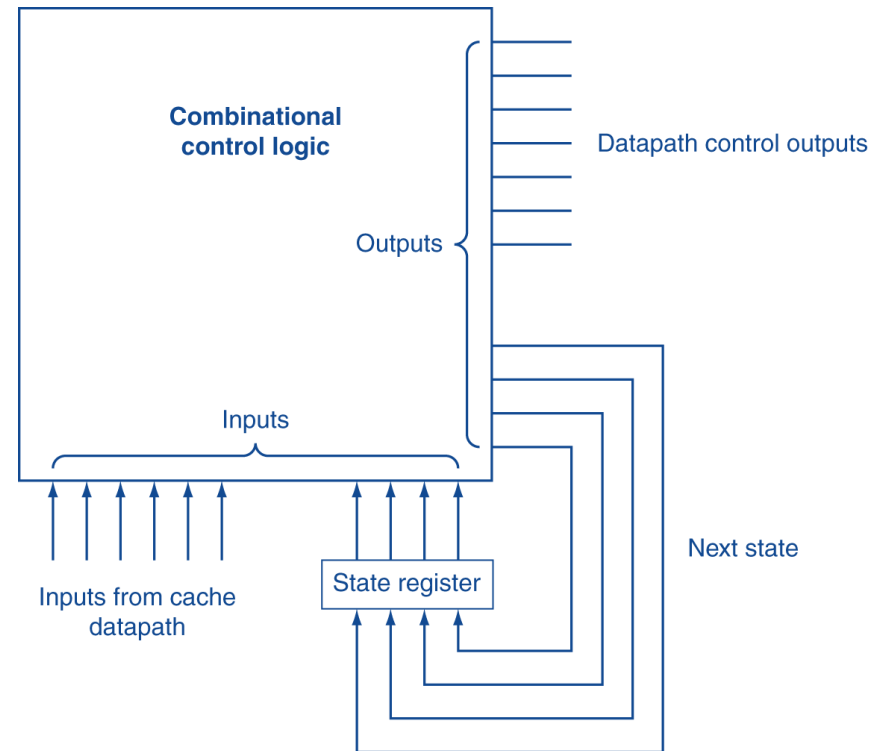 Combinational
control logic
Datapath control outputs
Outputs
Inputs
Next state
State register
Inputs from cache
datapath